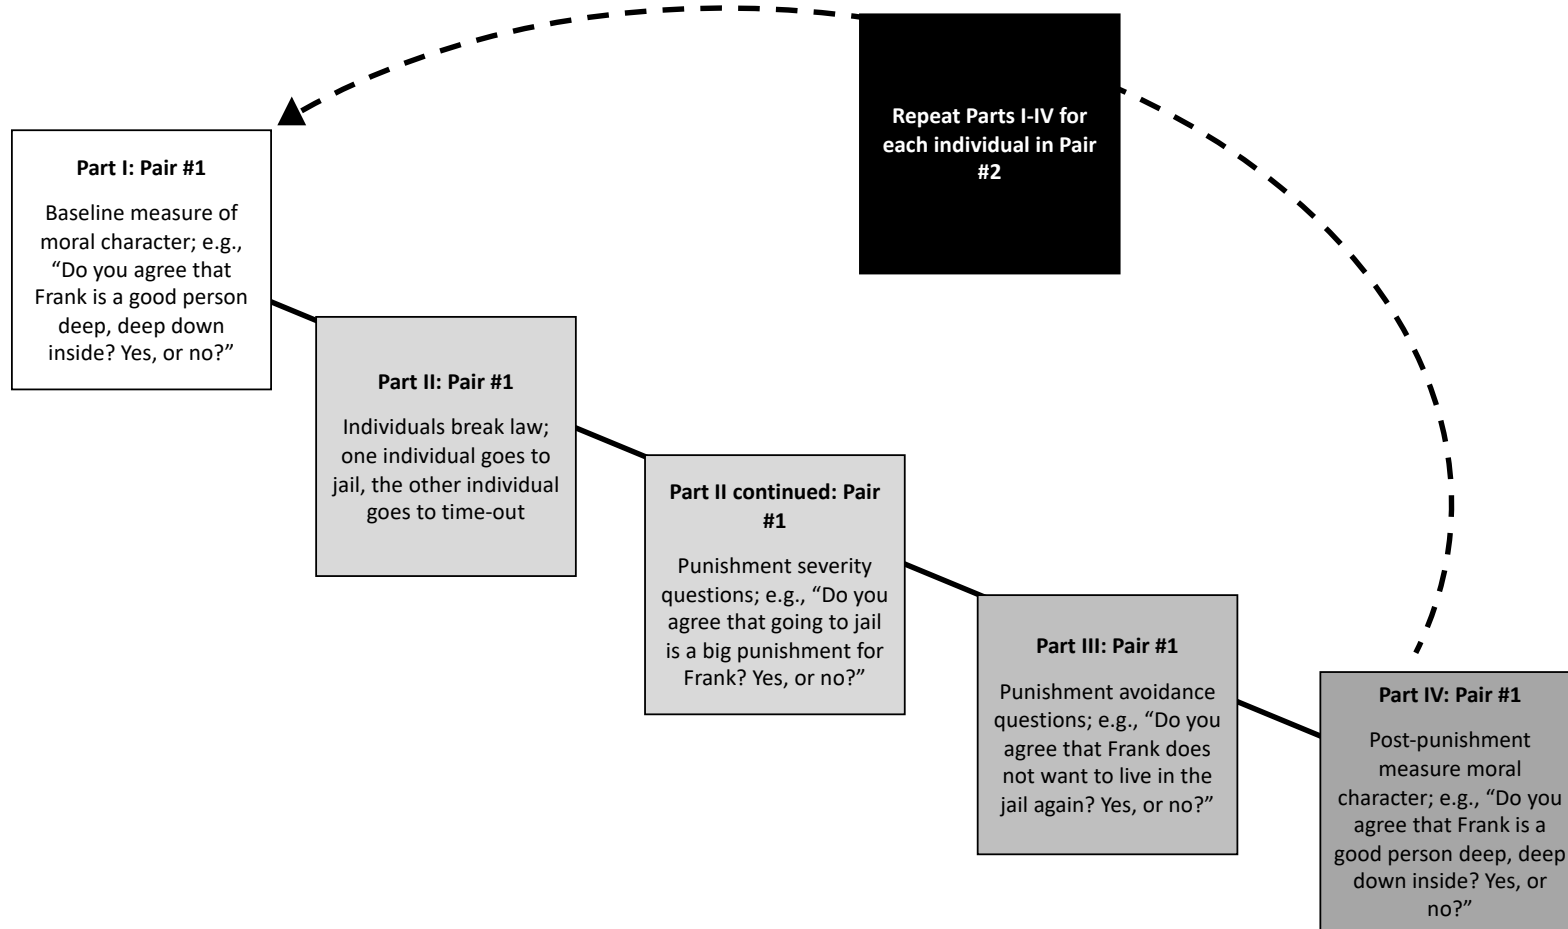 Repeat Parts I-IV for
each individual in Pair
#2
Part I: Pair #1
Baseline measure of
moral character; e.g.,
“Do you agree that
Frank is a good person
deep, deep down
inside? Yes, or no?”
Part II: Pair #1
Individuals break law;
one individual goes to
jail, the other individual
goes to time-out
Part II continued: Pair
#1
Punishment severity
questions; e.g., “Do you
agree that going to jail
is a big punishment for
Frank? Yes, or no?”
Part III: Pair #1
Punishment avoidance
questions; e.g., “Do you
agree that Frank does
not want to live in the
jail again? Yes, or no?”
Part IV: Pair #1
Post-punishment
measure moral
character; e.g., “Do you
agree that Frank is a
good person deep, deep
down inside? Yes, or
no?”